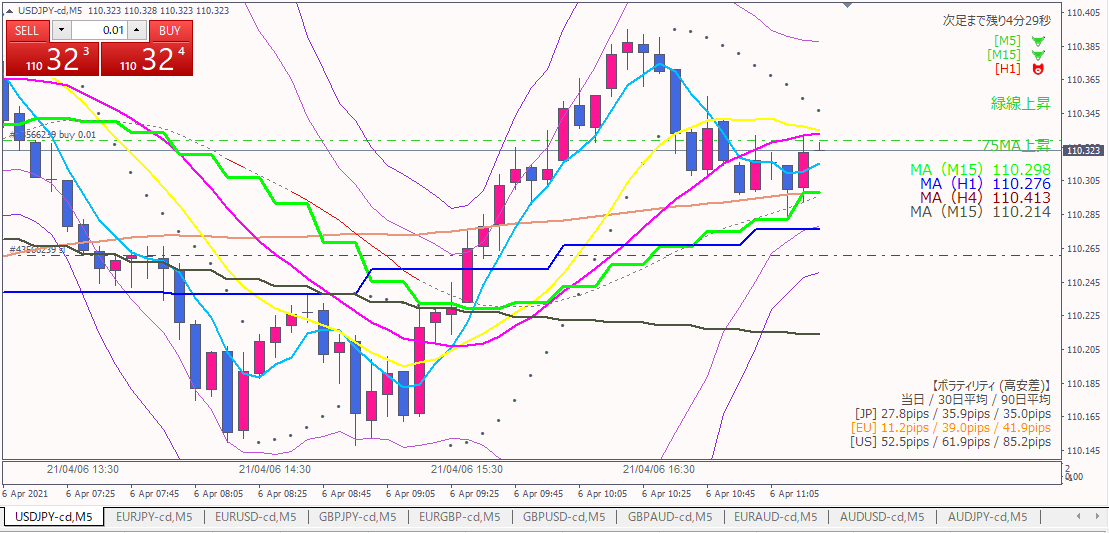 USDJPY-cd,M5 110.323 110.328 110.323 110.323
SELL 0.01 BUY
110 32 3 110 32 4
次足まで残り4分29秒
[M5]
[M15]
[H1]
緑線上昇
75MA上昇
MA (M15) 110.298
MA (H1) 110.276
MA (H4) 110.413
MA (M15) 110.214
buy 0.01
#43566239 sl
【ボラティリティ (高安差)】
当日 / 30日平均 / 90日平均
[JP] 27.8pips / 35.9pips / 35.0pips
[EU] 11.2pips / 39.0pips / 41.9pips
[US] 52.5pips / 61.9pips / 85.2pips
110.405
110.385
110.365
110.345
110.323
110.305
110.285
110.265
110.245
110.225
110.205
110.185
110.165
110.145
21/04/06 13:30 21/04/06 14:30 21/04/06 15:30 21/04/06 16:30
6 Apr 2021 6 Apr 07:25 6 Apr 07:45 6 Apr 08:05 6 Apr 08:25 6 Apr 08:45 6 Apr 09:05 6 Apr 09:25 6 Apr 09:45 6 Apr 10:05 6 Apr 10:25 6 Apr 10:45 6 Apr 11:05
USDJPY-cd,M5 EURJPY-cd,M5 EURUSD-cd,M5 GBPJPY-cd,M5 EURGBP-cd,M5 GBPUSD-cd,M5 GBPAUD-cd,M5 EURAUD-cd,M5 AUDUSD-cd,M5 AUDJPY-cd,M5